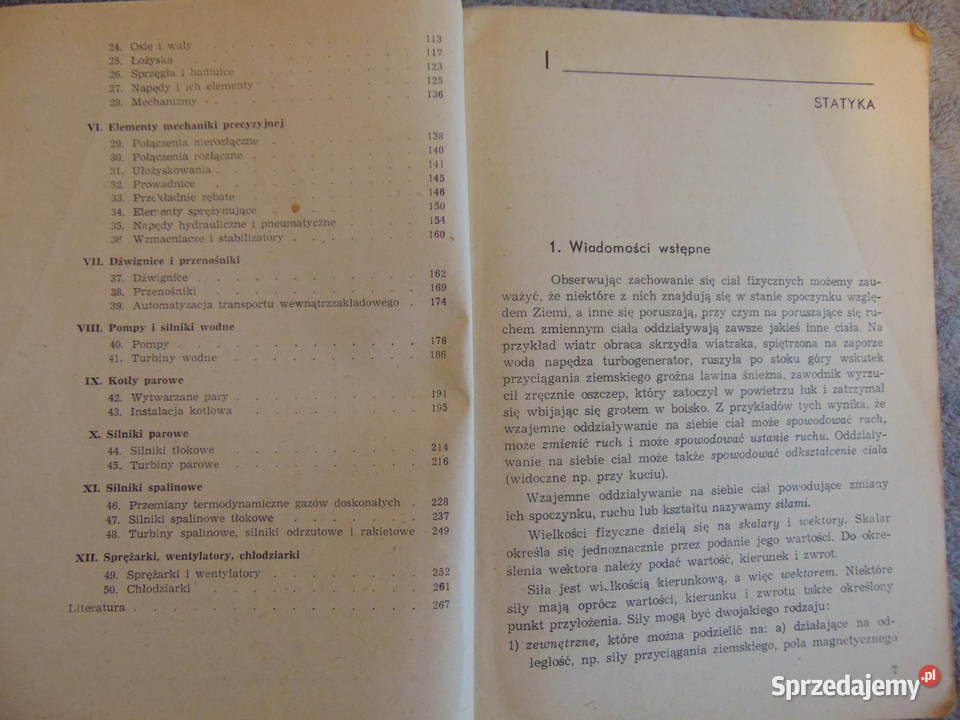 24. Osie i wały . . . . . . . . . . 113
25. Łożyska . . . . . . . . . . 117
26. Sprzęgła i hamulce . . . . . . . . 123
27. Napędy i ich elementy . . . . . . . 125
28. Mechanizmy . . . . . . . . . . 136
VI. Elementy mechaniki precyzyjnej
29. Połączenia nierozłączne . . . . . . . 138
30. Połączenia rozłączne . . . . . . . . 140
31. Ułożyskowania . . . . . . . . . 141
32. Prowadnice . . . . . . . . . . 145
33. Przekładnie zębate . . . . . . . . 146
34. Elementy sprężynujące . . . . . . . 150
35. Napędy hydrauliczne i pneumatyczne . . . . 154
36. Wzmacniacze i stabilizatory . . . . . . 160
VII. Dźwignice i przenośniki
37. Dźwignice . . . . . . . . . . 162
38. Przenośniki . . . . . . . . . . 169
39. Automatyzacja transportu wewnątrzzakładowego . 174
VIII. Pompy i silniki wodne
40. Pompy . . . . . . . . . . . 176
41. Turbiny wodne . . . . . . . . . 186
IX. Kotły parowe
42. Wytwarzane pary . . . . . . . . . 191
43. Instalacja kotłowa . . . . . . . . 195
X. Silniki parowe
44. Silniki tłokowe . . . . . . . . . 214
45. Turbiny parowe . . . . . . . . . 216
XI. Silniki spalinowe
46. Przemiany termodynamiczne gazów doskonałych . 228
47. Silniki spalinowe tłokowe . . . . . . . 237
48. Turbiny spalinowe, silniki odrzutowe i rakietowe 249
XII. Sprężarki, wentylatory, chłodziarki
49. Sprężarki i wentylatory . . . . . . . 252
50. Chłodziarki . . . . . . . . . . 261
Literatura . . . . . . . . . . . . 267
I
STATYKA
1. Wiadomości wstępne
Obserwując zachowanie się ciał fizycznych możemy zau-
ważyć, że niektóre z nich znajdują się w stanie spoczynku wzglę-
dem Ziemi, a inne się poruszają, przy czym na poruszające się ru-
chem zmiennym ciała oddziaływają zawsze jakieś inne ciała. Na
przykład wiatr obraca skrzydła wiatraka, spiętrzona na zaporze
woda napędza turbogenerator, ruszyła po stoku góry wskutek
przyciągania ziemskiego groźna lawina śnieżna, zawodnik wyrzu-
cił zręcznie oszczep, który zatoczył w powietrzu łuk i zatrzymał
się wbijając się grotem w boisko. Z przykładów tych wynika, że
wzajemne oddziaływanie na siebie ciał może spowodować ruch,
może zmienić ruch i może spowodować ustanie ruchu. Oddziały-
wanie na siebie ciał może także spowodować odkształcenie ciała
(widoczne np. przy kuciu).
Wzajemne oddziaływanie na siebie ciał powodujące zmiany
ich spoczynku, ruchu lub kształtu nazywamy siłami.
Wielkości fizyczne dzielą się na skalary i wektory. Skalar
określa się jednoznacznie przez podanie jego wartości. Do okre-
ślenia wektora należy podać wartość, kierunek i zwrot.
Siła jest wielkością kierunkową, a więc wektorem. Niektóre
siły mają oprócz wartości, kierunku i zwrotu także określony
punkt przyłożenia. Siły mogą być dwojakiego rodzaju:
1) zewnętrzne, które można podzielić na: a) działające na od-
ległość, np. siły przyciągania ziemskiego, pola magnetycznego
7
Sprzedajemy.pl